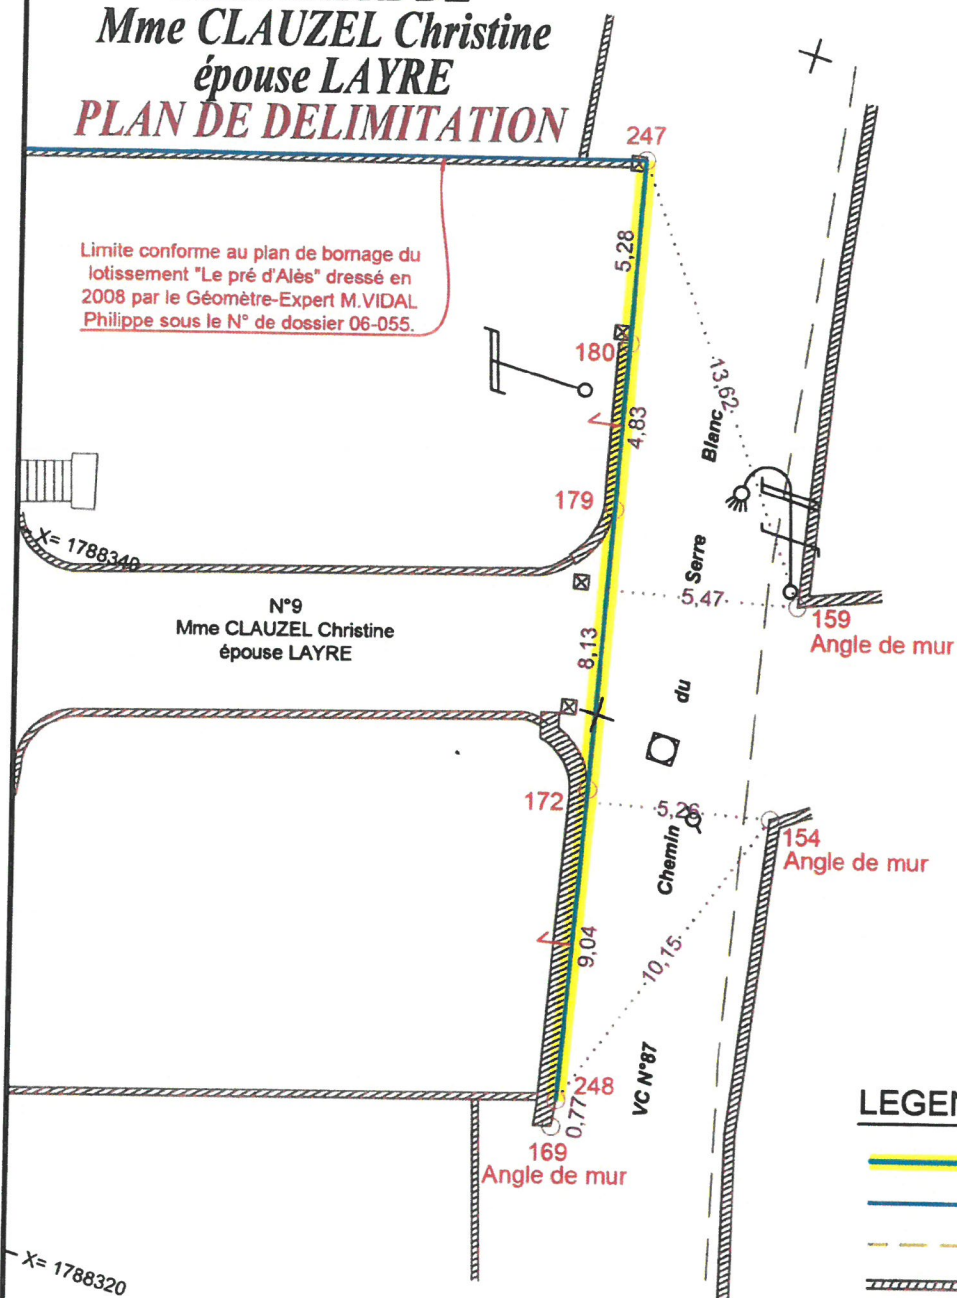 Mme CLAUZEL Christine
épouse LAYRE
PLAN DE DELIMITATION
247
Limite conforme au plan de bornage du
lotissement "Le pré d'Alès" dressé en
2008 par le Géomètre-Expert M.VIDAL
Philippe sous le N° de dossier 06-055.
5,28
180
13,62
4,83
Blanc
179
X= 1788340
Serre
5,47
N°9
Mme CLAUZEL Christine
épouse LAYRE
159
Angle de mur
8,13
du
172
5,26
154
Angle de mur
Chemin
9,04
10,15
VC N°87
248
0,77
169
Angle de mur
LEGEN
X= 1788320